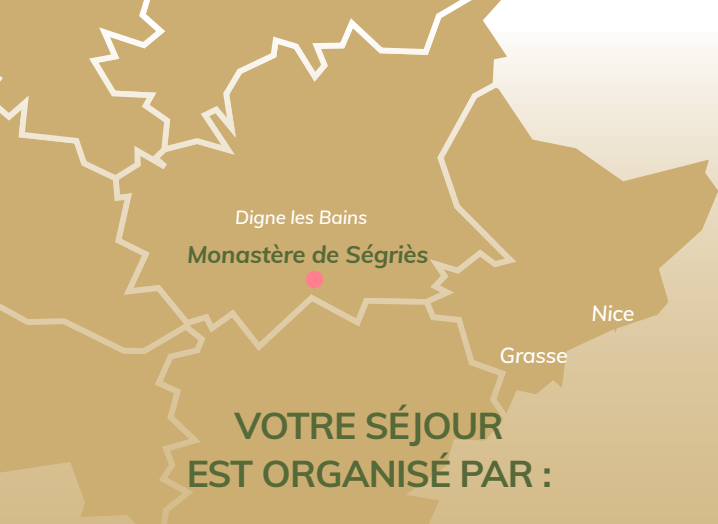 Digne les Bains
Monastère de Ségriès
Nice
Grasse
VOTRE SÉJOUR
EST ORGANISÉ PAR :